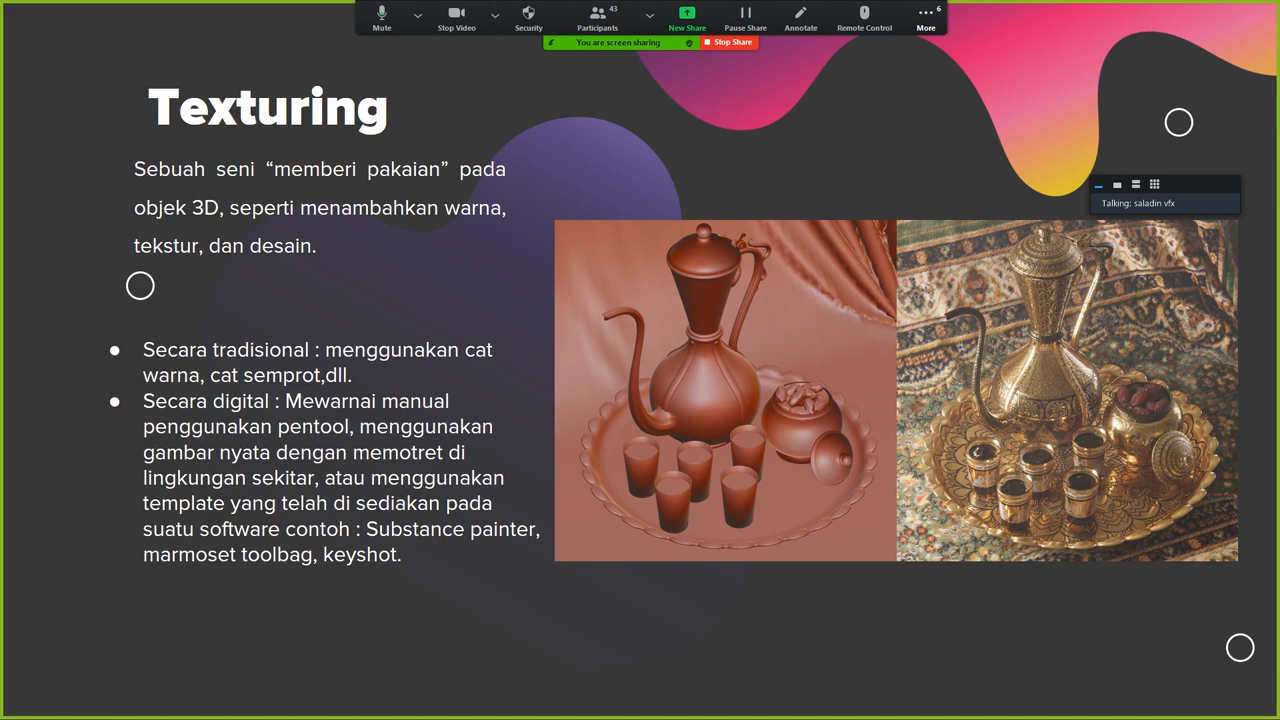 43
6
Mute
Stop Video
Security
Participants
New Share
Pause Share
Annotate
Remote Control
More
You are screen sharing
Stop Share
Texturing
Sebuah seni “memberi pakaian” pada
objek 3D, seperti menambahkan warna,
tekstur, dan desain.
Talking: saladin vfx
● Secara tradisional : menggunakan cat
warna, cat semprot,dll.
● Secara digital : Mewarnai manual
penggunakan pentool, menggunakan
gambar nyata dengan memotret di
lingkungan sekitar, atau menggunakan
template yang telah di sediakan pada
suatu software contoh : Substance painter,
marmoset toolbag, keyshot.